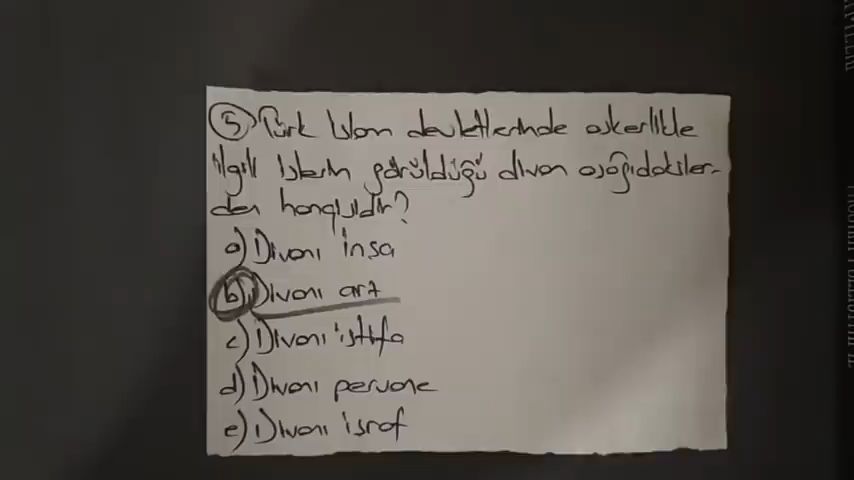 5) Türk İslam devletlerinde askerlikle
ilgili işlerin görüldüğü divan aşağıdakiler-
den hangisidir?
a) Divanı inşa
b) Divanı arz
c) Divanı istifa
d) Divanı pervane
e) Divanı israf